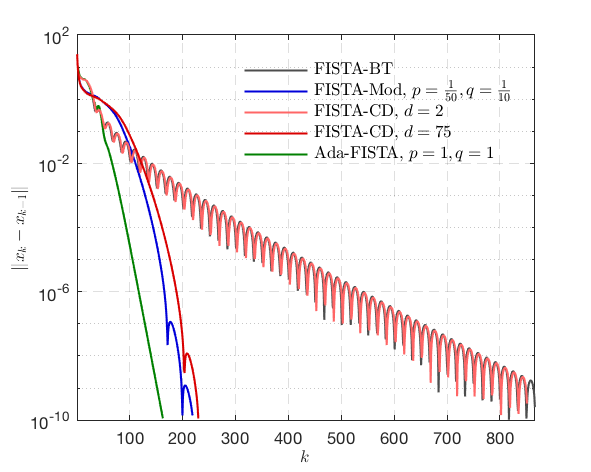 10^2
10^-2
10^-6
10^-10
‖x_k − x_{k−1}‖
FISTA-BT
FISTA-Mod, p = 1/50, q = 1/10
FISTA-CD, d = 2
FISTA-CD, d = 75
Ada-FISTA, p = 1, q = 1
100 200 300 400 500 600 700 800
k